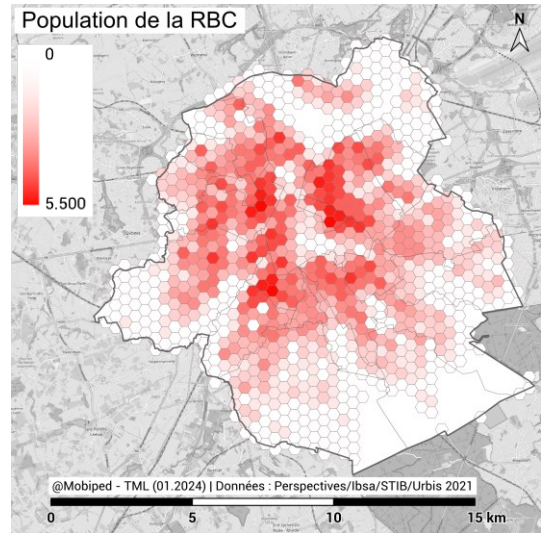 Population de la RBC
N
0
5.500
@Mobiped - TML (01.2024) | Données : Perspectives/Ibsa/STIB/Urbis 2021
0 5 10 15 km